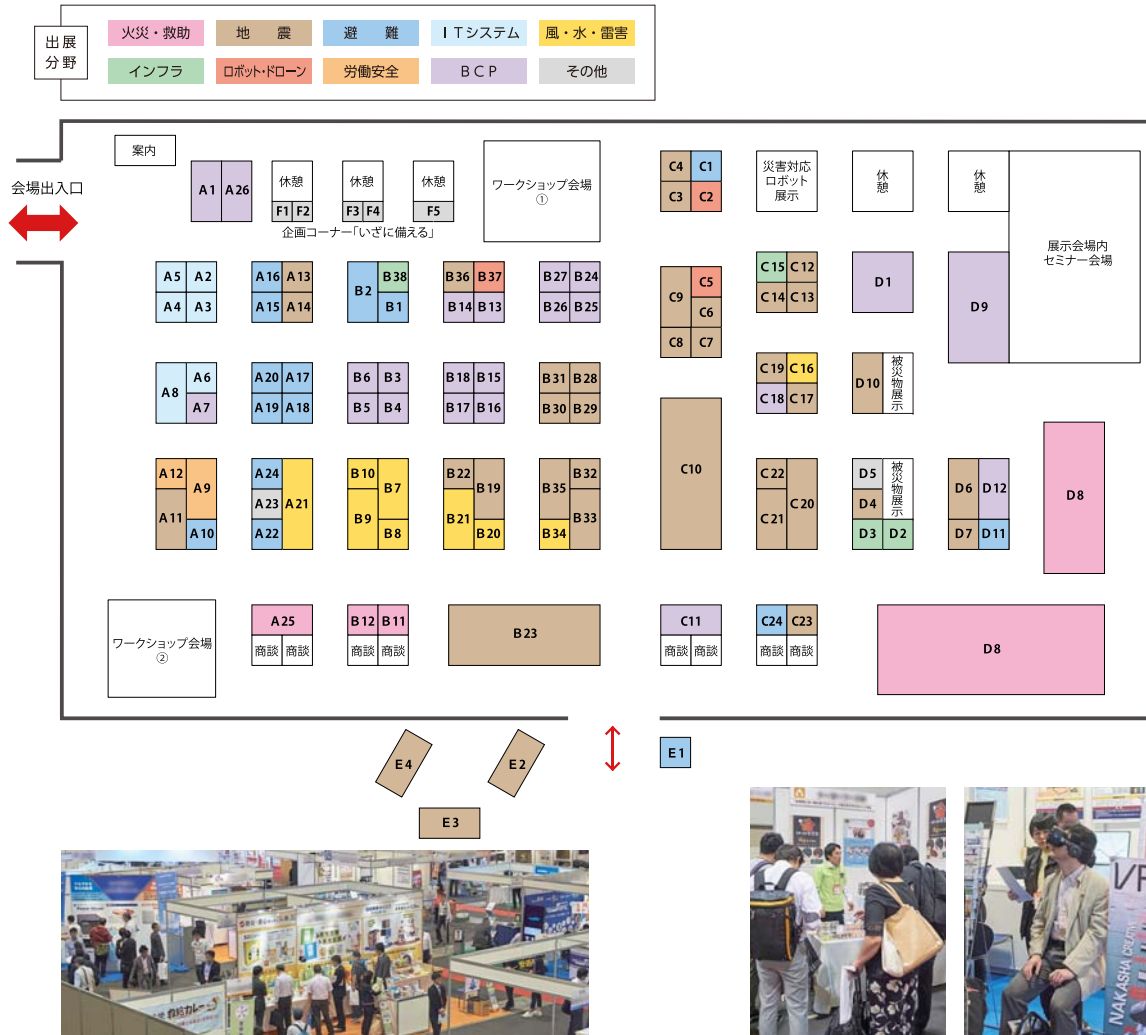 出展
分野
火災・救助
地 震
避 難
ITシステム
風・水・雷害
インフラ
ロボット・ドローン
労働安全
BCP
その他
会場出入口
案内
A1 A26
休憩
F1 F2
休憩
F3 F4
休憩
F5
企画コーナー「いざに備える」
ワークショップ会場
①
C4 C1
C3 C2
災害対応
ロボット
展示
休憩
休憩
展示会場内
セミナー会場
A5 A2
A4 A3
A16 A13
A15 A14
B2 B38
B1
B36 B37
B14 B13
B27 B24
B26 B25
C9 C5
C6
C8 C7
C15 C12
C14 C13
D1
D9
A8 A6
A7
A20 A17
A19 A18
B6 B3
B5 B4
B18 B15
B17 B16
B31 B28
B30 B29
C10
C19 C16
C18 C17
D10
被災物展示
A12 A9
A11 A10
A24 A21
A23
A22
B10 B7
B9 B8
B22 B19
B21 B20
B35 B32
B33
B34
C22 C20
C21
D5
D4
被災物展示
D3 D2
D6 D12
D7 D11
D8
ワークショップ会場
②
A25
商談 商談
B12 B11
商談 商談
B23
C11
商談 商談
C24 C23
商談 商談
D8
E4
E2
E3
E1
NAKASHA CREATIVE
VR